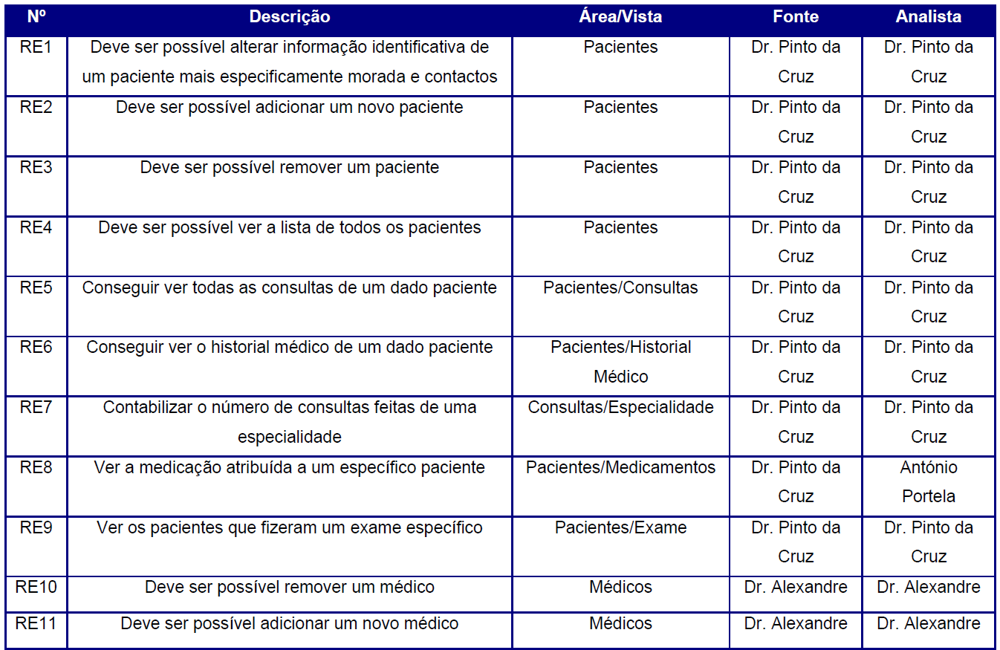 Nº Descrição Área/Vista Fonte Analista
RE1 Deve ser possível alterar informação identificativa de Pacientes Dr. Pinto da Dr. Pinto da
um paciente mais especificamente morada e contactos Cruz Cruz
RE2 Deve ser possível adicionar um novo paciente Pacientes Dr. Pinto da Dr. Pinto da
Cruz Cruz
RE3 Deve ser possível remover um paciente Pacientes Dr. Pinto da Dr. Pinto da
Cruz Cruz
RE4 Deve ser possível ver a lista de todos os pacientes Pacientes Dr. Pinto da Dr. Pinto da
Cruz Cruz
RE5 Conseguir ver todas as consultas de um dado paciente Pacientes/Consultas Dr. Pinto da Dr. Pinto da
Cruz Cruz
RE6 Conseguir ver o historial médico de um dado paciente Pacientes/Historial Dr. Pinto da Dr. Pinto da
Médico Cruz Cruz
RE7 Contabilizar o número de consultas feitas de uma Consultas/Especialidade Dr. Pinto da Dr. Pinto da
especialidade Cruz Cruz
RE8 Ver a medicação atribuída a um específico paciente Pacientes/Medicamentos Dr. Pinto da António
Cruz Portela
RE9 Ver os pacientes que fizeram um exame específico Pacientes/Exame Dr. Pinto da Dr. Pinto da
Cruz Cruz
RE10 Deve ser possível remover um médico Médicos Dr. Alexandre Dr. Alexandre
RE11 Deve ser possível adicionar um novo médico Médicos Dr. Alexandre Dr. Alexandre